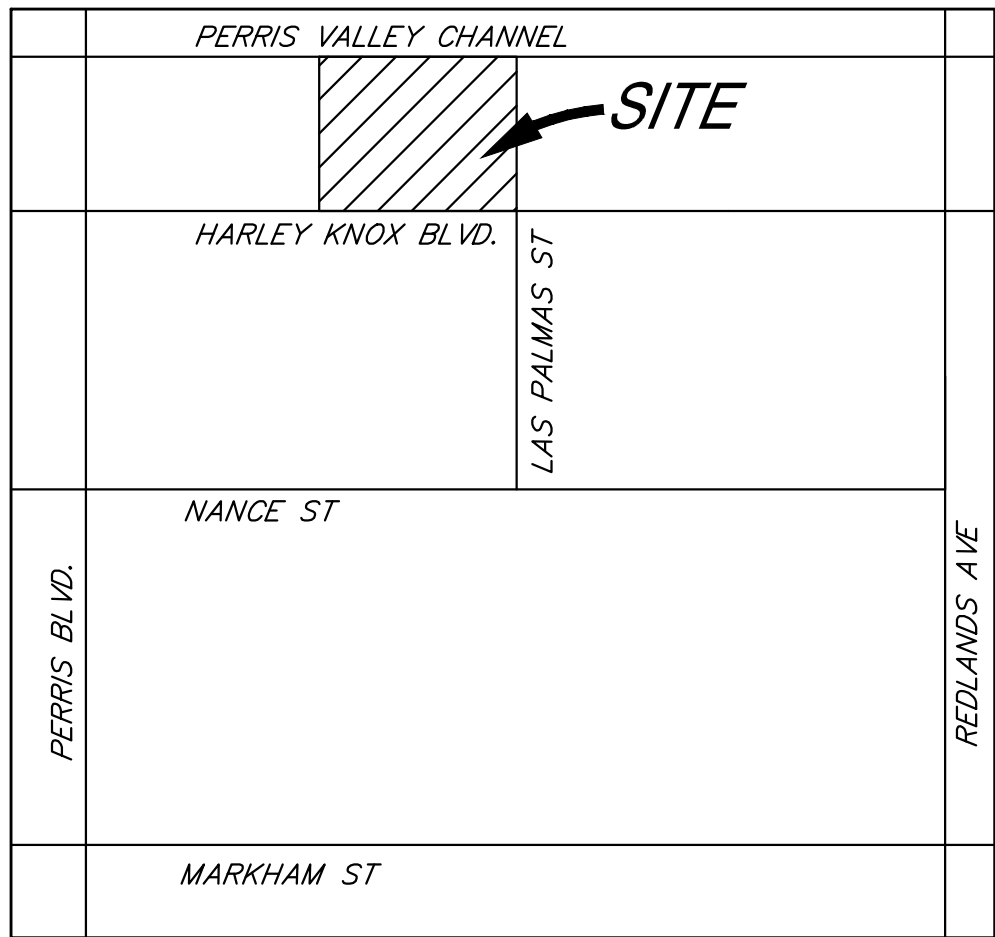 PERRIS VALLEY CHANNEL
SITE
HARLEY KNOX BLVD.
LAS PALMAS ST
NANCE ST
PERRIS BLVD.
REDLANDS AVE
MARKHAM ST